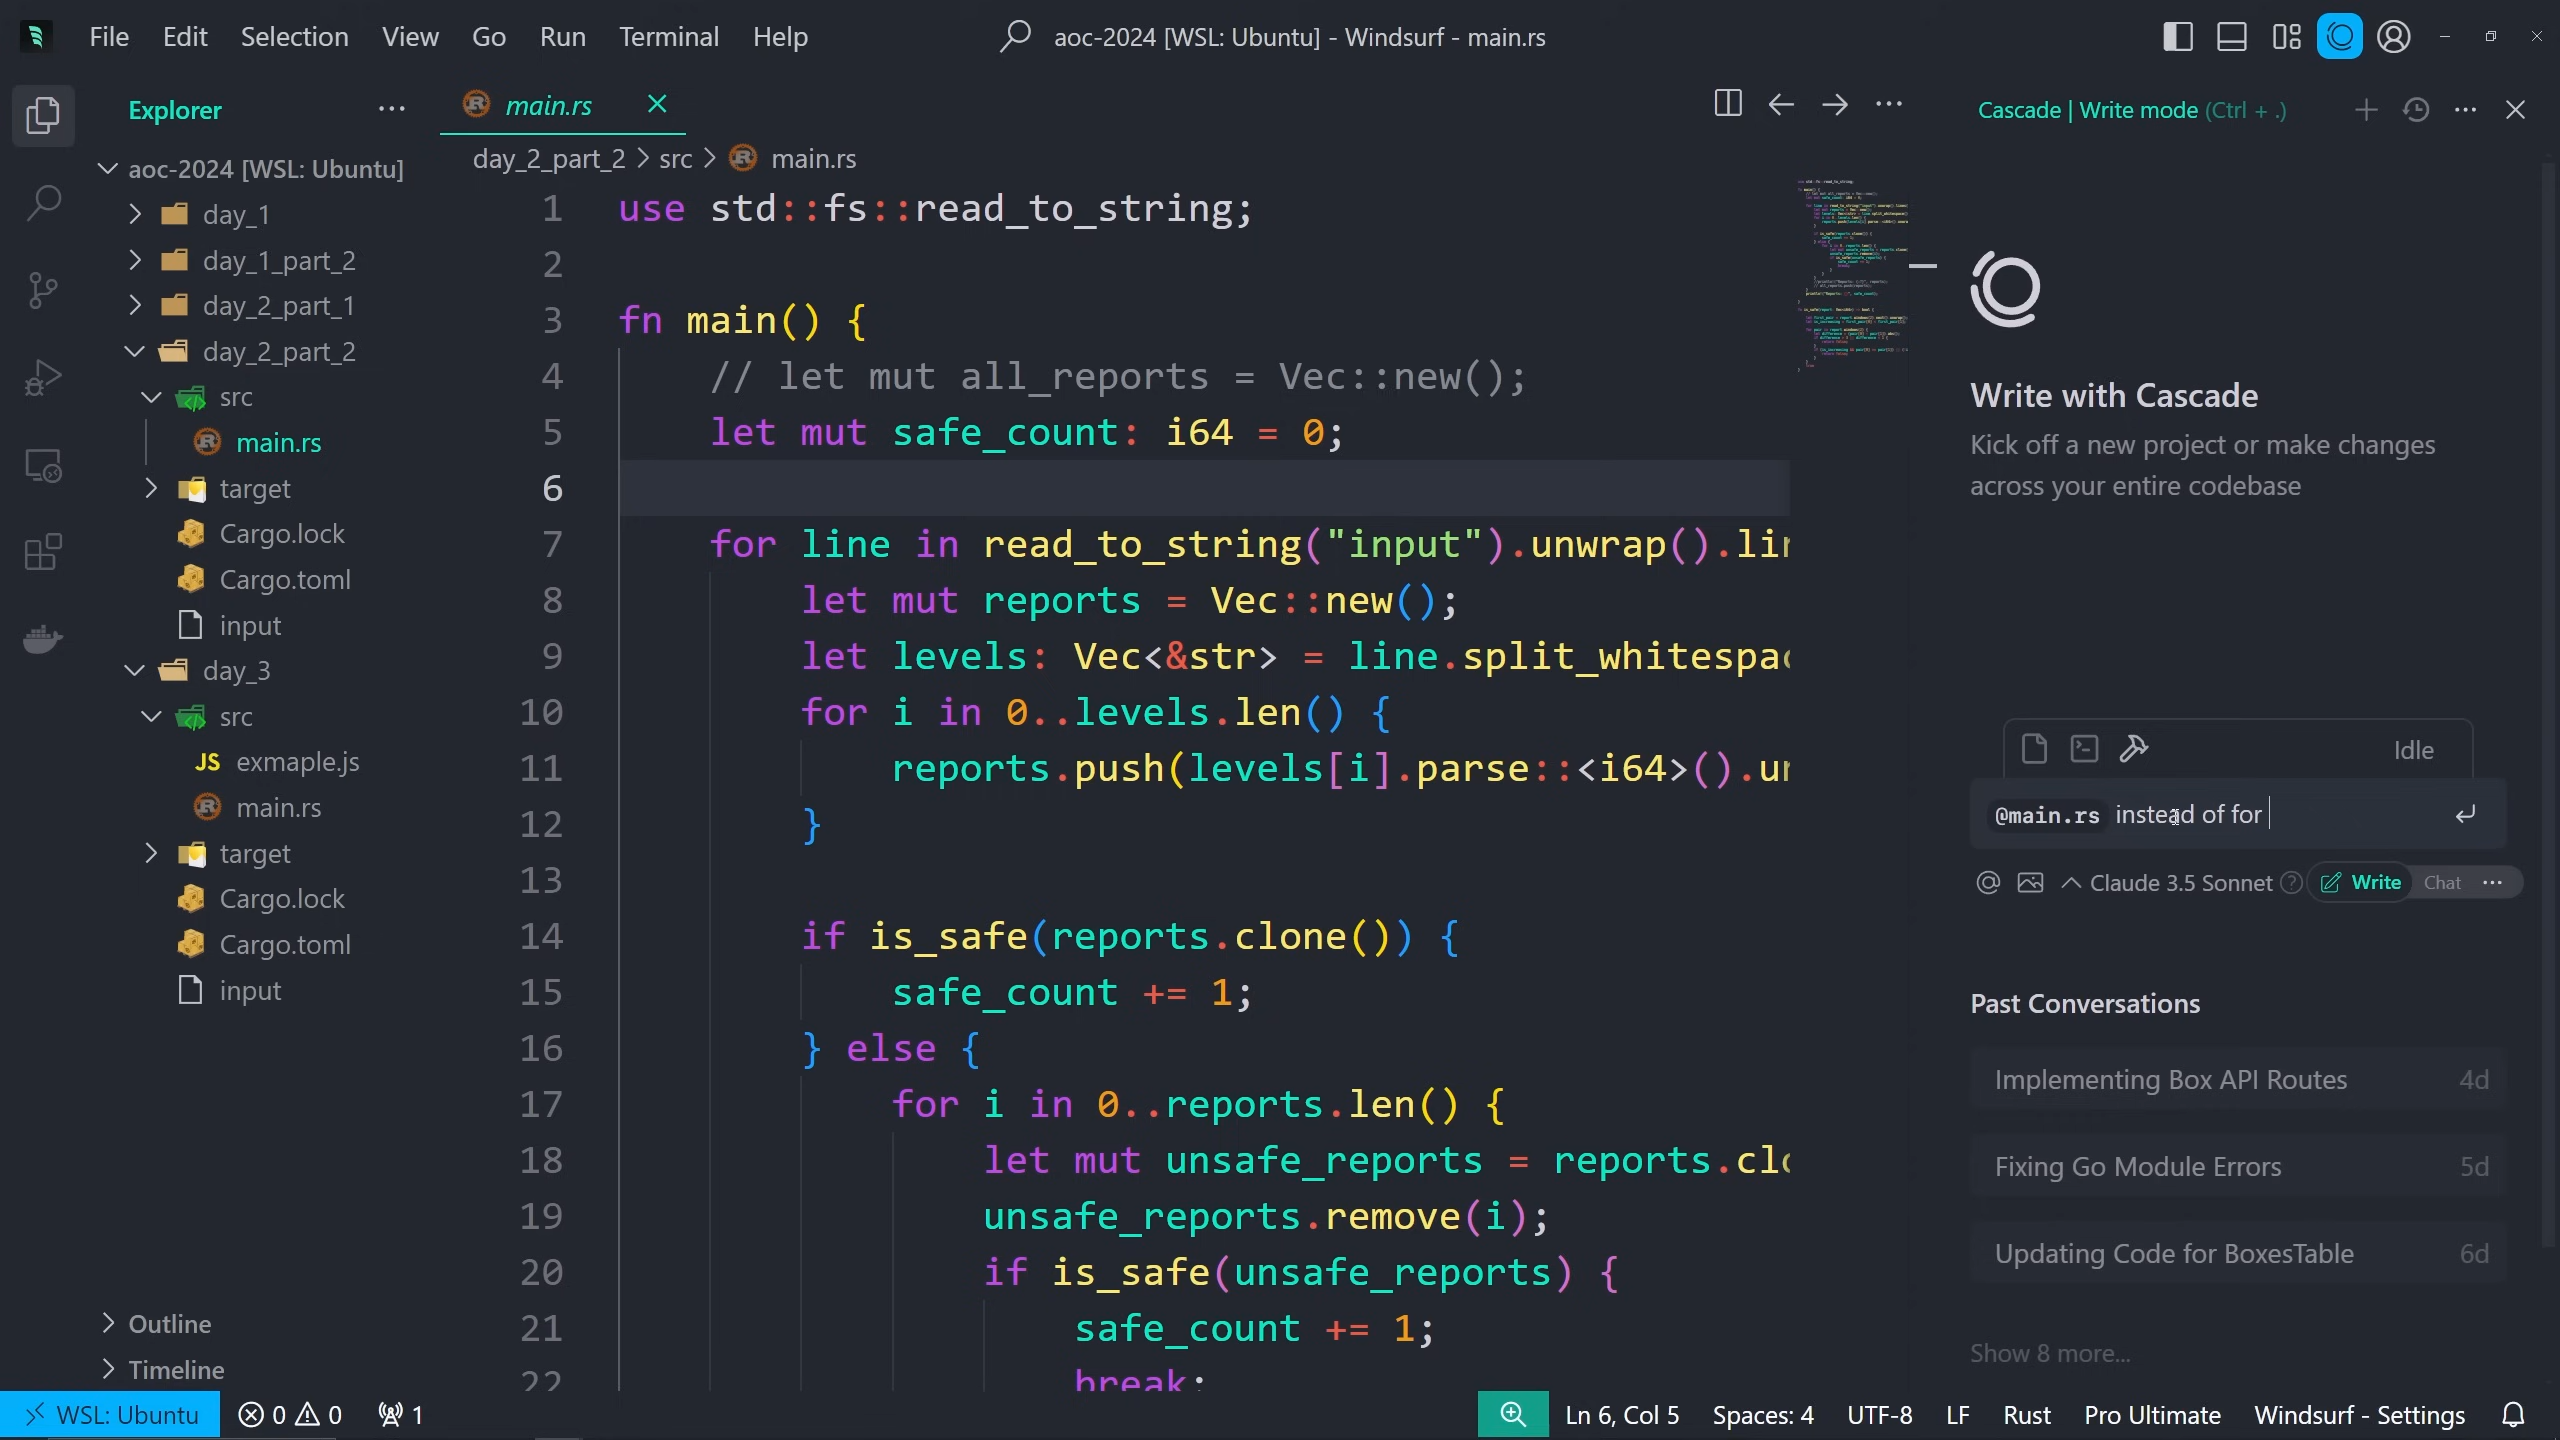 File Edit Selection View Go Run Terminal Help
aoc-2024 [WSL: Ubuntu] - Windsurf - main.rs
Explorer
aoc-2024 [WSL: Ubuntu]
day_1
day_1_part_2
day_2_part_1
day_2_part_2
src
main.rs
target
Cargo.lock
Cargo.toml
input
day_3
src
JS exmaple.js
main.rs
target
Cargo.lock
Cargo.toml
input
Outline
Timeline
main.rs
day_2_part_2 > src > main.rs
1 use std::fs::read_to_string;
2
3 fn main() {
4 // let mut all_reports = Vec::new();
5 let mut safe_count: i64 = 0;
6
7 for line in read_to_string("input").unwrap().lin
8 let mut reports = Vec::new();
9 let levels: Vec<&str> = line.split_whitespac
10 for i in 0..levels.len() {
11 reports.push(levels[i].parse::<i64>().un
12 }
13
14 if is_safe(reports.clone()) {
15 safe_count += 1;
16 } else {
17 for i in 0..reports.len() {
18 let mut unsafe_reports = reports.clo
19 unsafe_reports.remove(i);
20 if is_safe(unsafe_reports) {
21 safe_count += 1;
22 break;
Cascade | Write mode (Ctrl + .)
Write with Cascade
Kick off a new project or make changes
across your entire codebase
Idle
@main.rs instead of for
Claude 3.5 Sonnet Write Chat
Past Conversations
Implementing Box API Routes 4d
Fixing Go Module Errors 5d
Updating Code for BoxesTable 6d
Show 8 more...
WSL: Ubuntu 0 0 1 Ln 6, Col 5 Spaces: 4 UTF-8 LF Rust Pro Ultimate Windsurf - Settings